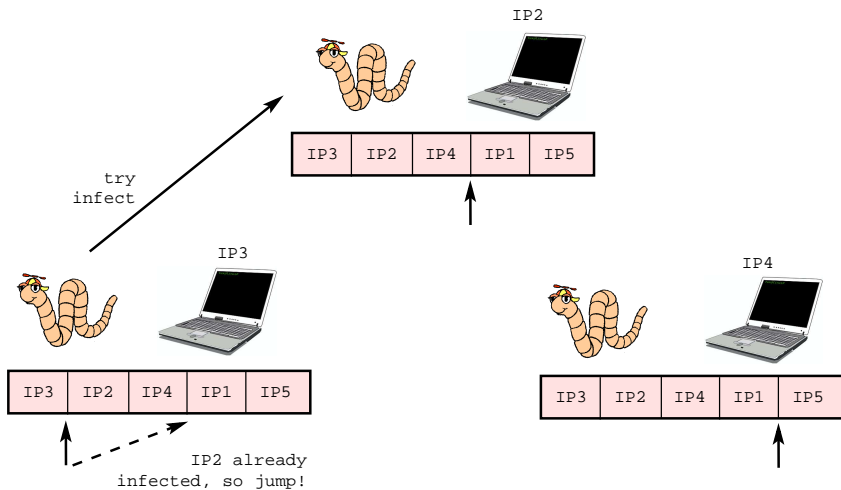 IP2
IP3 IP2 IP4 IP1 IP5
try
infect
IP3
IP3 IP2 IP4 IP1 IP5
IP2 already
infected, so jump!
IP4
IP3 IP2 IP4 IP1 IP5